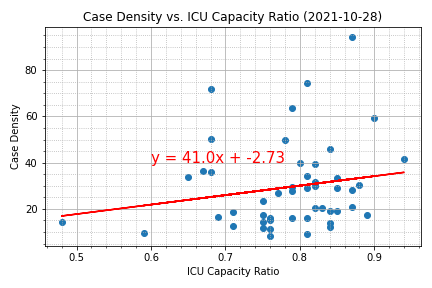 Case Density vs. ICU Capacity Ratio (2021-10-28)
80
60
y = 41.0x + -2.73
40
20
Case Density
0.5 0.6 0.7 0.8 0.9
ICU Capacity Ratio